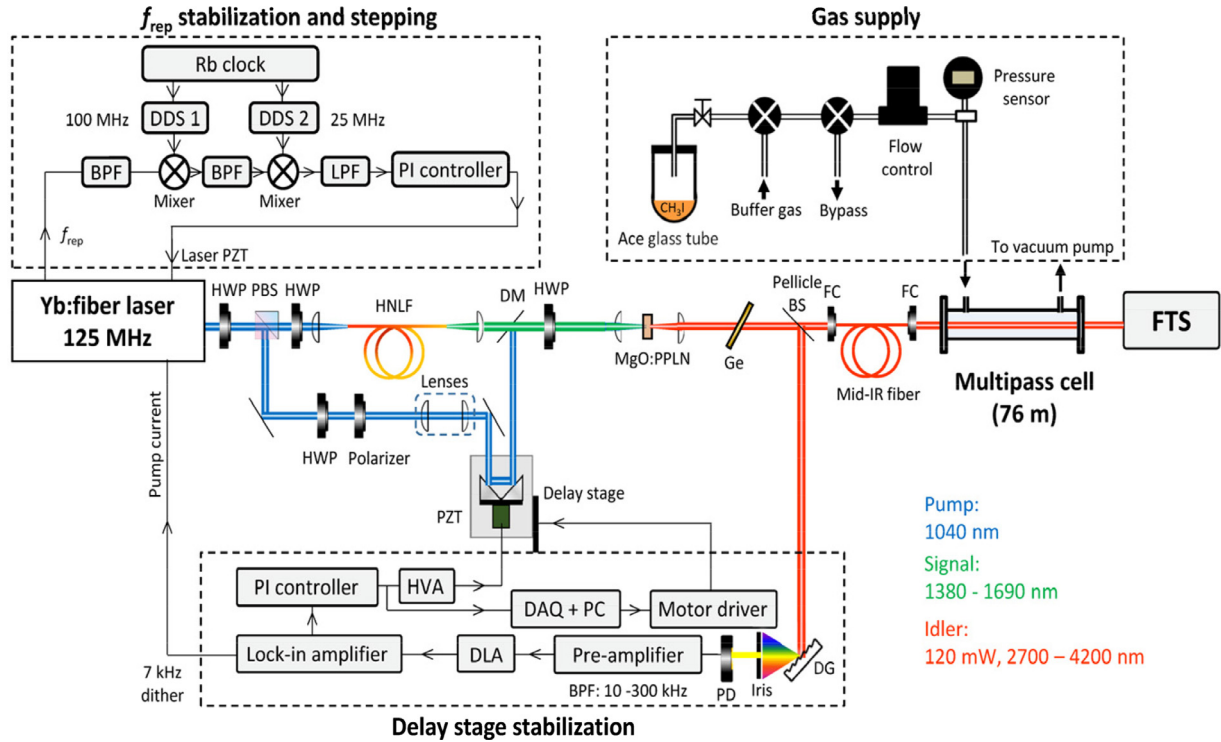 f_rep stabilization and stepping
Rb clock
100 MHz
DDS 1
DDS 2
25 MHz
BPF
Mixer
BPF
Mixer
LPF
PI controller
f_rep
Laser PZT
Gas supply
Pressure
sensor
Flow
control
CH₃I
Ace glass tube
Buffer gas
Bypass
To vacuum pump
Yb:fiber laser
125 MHz
HWP
PBS
HWP
HNLF
DM
HWP
MgO:PPLN
Ge
Pellicle
BS
FC
Mid-IR fiber
FC
Multipass cell
(76 m)
FTS
Pump current
HWP
Polarizer
Lenses
PZT
Delay stage
PI controller
HVA
DAQ + PC
Motor driver
Lock-in amplifier
DLA
Pre-amplifier
BPF: 10 -300 kHz
PD
Iris
DG
7 kHz
dither
Delay stage stabilization
Pump:
1040 nm
Signal:
1380 - 1690 nm
Idler:
120 mW, 2700 – 4200 nm